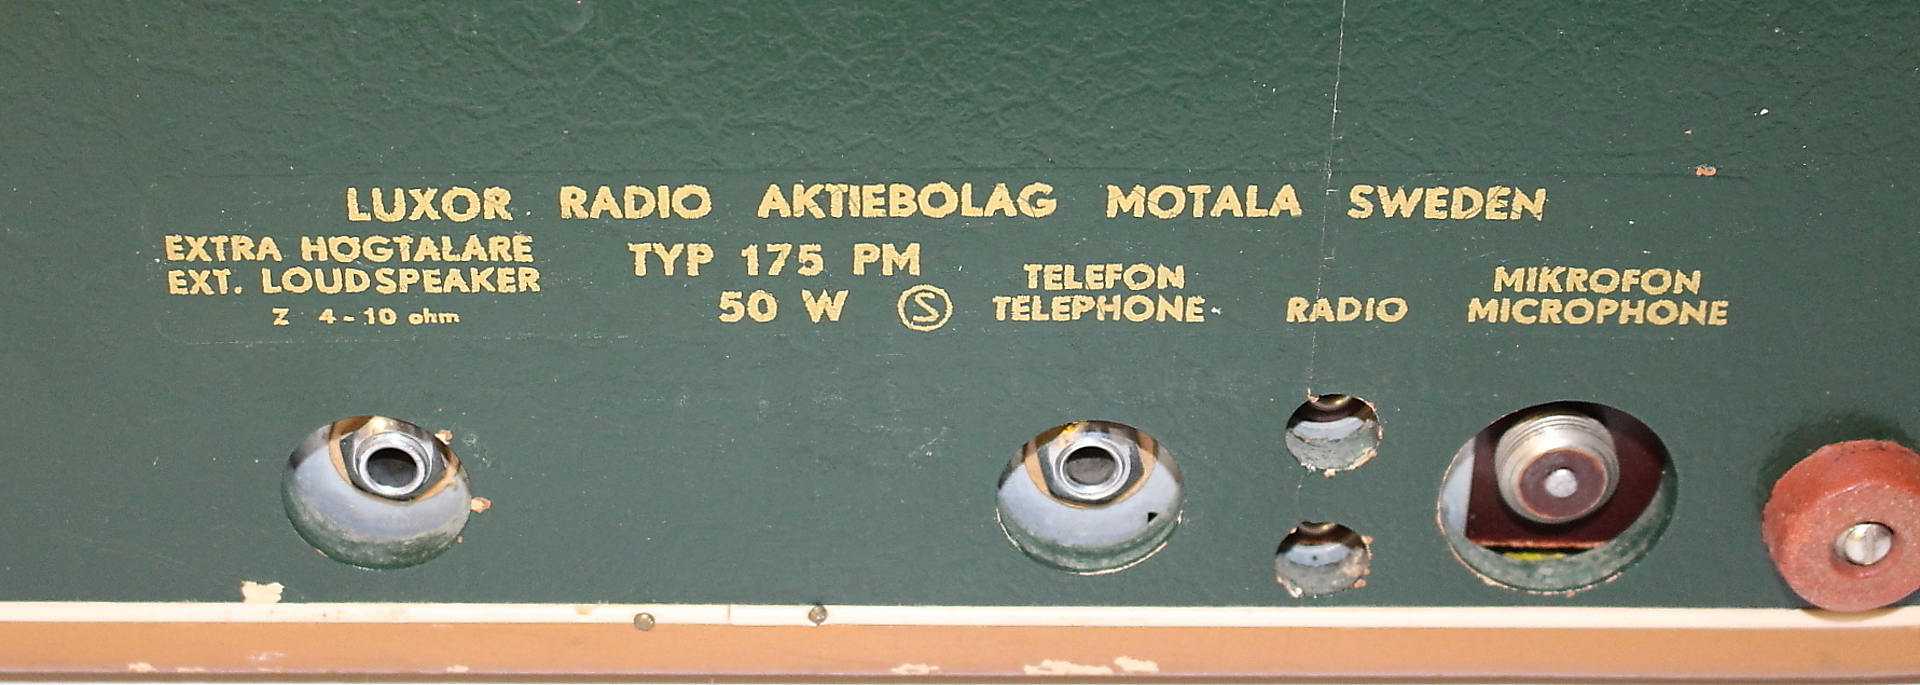 LUXOR RADIO AKTIEBOLAG MOTALA SWEDEN
EXTRA HÖGTALARE
EXT. LOUDSPEAKER
Z 4-10 ohm
TYP 175 PM
50 W Ⓢ
TELEFON
TELEPHONE
RADIO
MIKROFON
MICROPHONE